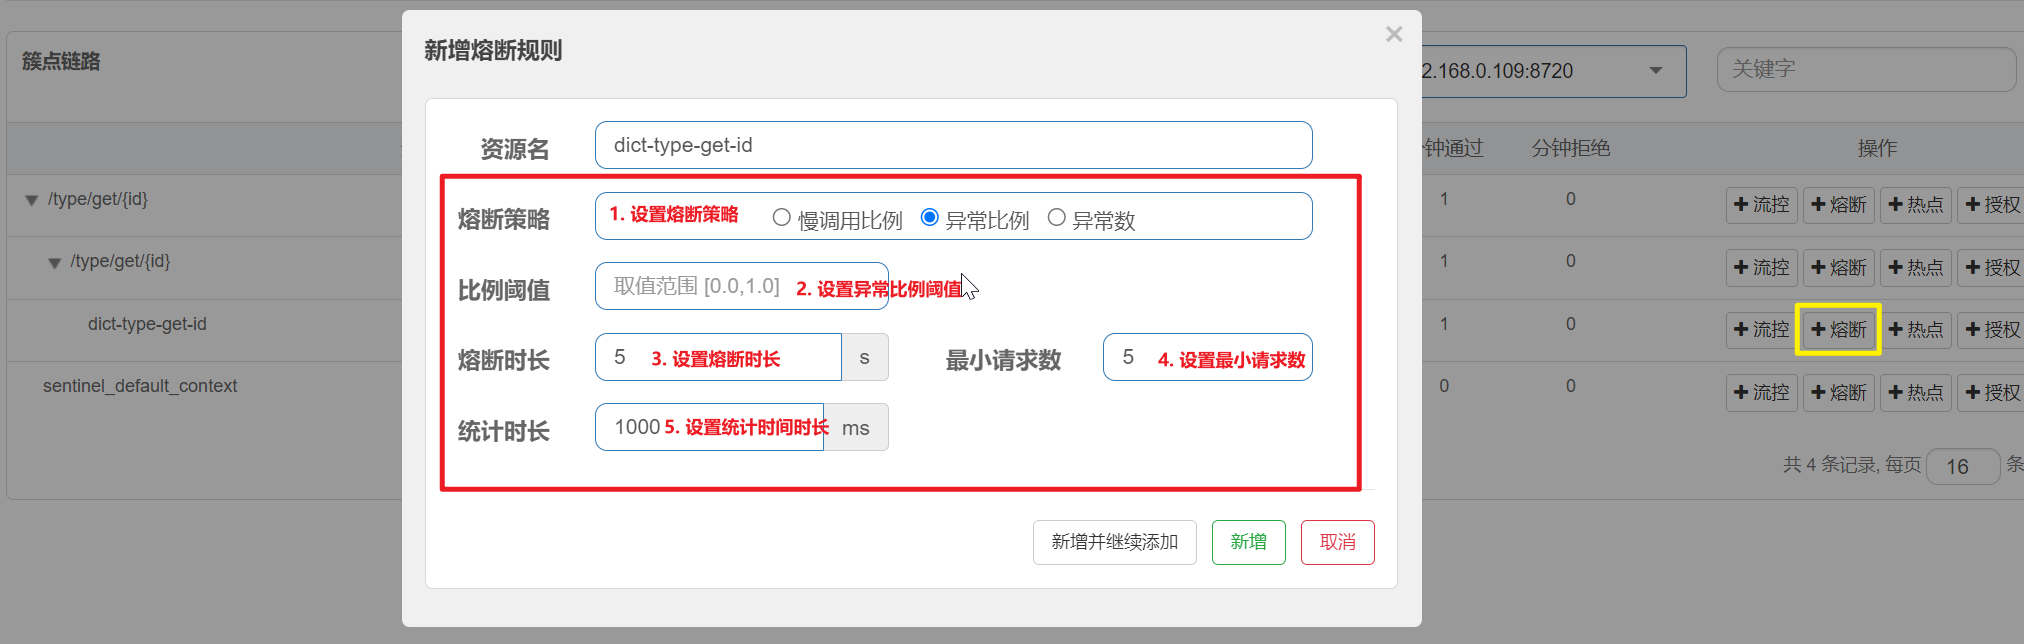 新增熔断规则
×
簇点链路
2.168.0.109:8720
关键字
资源名
dict-type-get-id
钟通过
分钟拒绝
操作
/type/get/{id}
熔断策略
1. 设置熔断策略
慢调用比例
异常比例
异常数
1
0
流控
熔断
热点
授权
/type/get/{id}
比例阈值
取值范围 [0.0,1.0]
2. 设置异常比例阈值
1
0
流控
熔断
热点
授权
dict-type-get-id
熔断时长
5
3. 设置熔断时长
s
最小请求数
5
4. 设置最小请求数
1
0
流控
熔断
热点
授权
sentinel_default_context
统计时长
1000
5. 设置统计时间时长
ms
0
0
流控
熔断
热点
授权
共 4 条记录, 每页
16
条
新增并继续添加
新增
取消